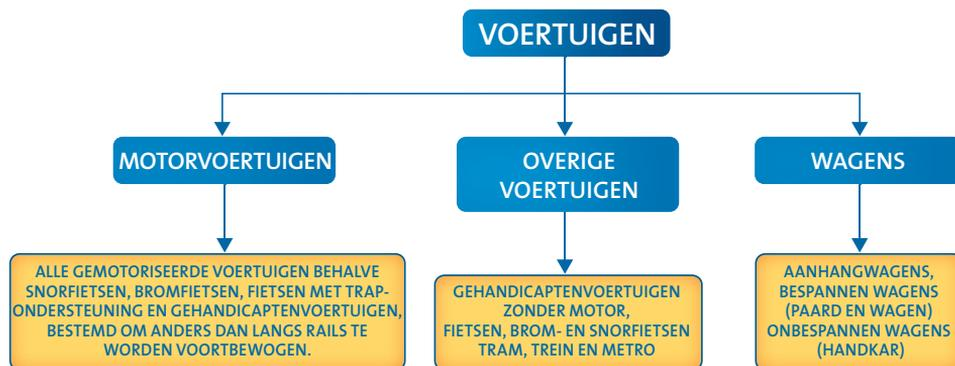 VOERTUIGEN
MOTORVOERTUIGEN
OVERIGE
VOERTUIGEN
WAGENS
ALLE GEMOTORISEERDE VOERTUIGEN BEHALVE
SNORFIETSEN, BROMFIETSEN, FIETSEN MET TRAP-
ONDERSTEUNING EN GEHANDICAPTENVOERTUIGEN,
BESTEMD OM ANDERS DAN LANGS RAILS TE
WORDEN VOORTBEWOGEN.
GEHANDICAPTENVOERTUIGEN
ZONDER MOTOR,
FIETSEN, BROM- EN SNORFIETSEN
TRAM, TREIN EN METRO
AANHANGWAGENS,
BESPANNEN WAGENS
(PAARD EN WAGEN)
ONBESPANNEN WAGENS
(HANDKAR)